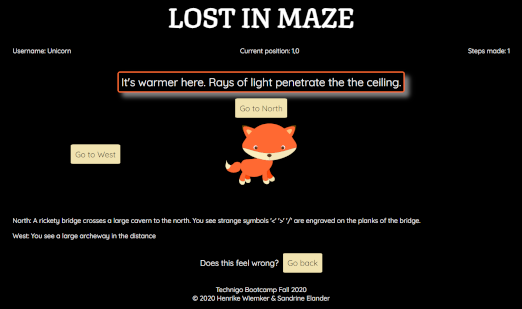 LOST IN MAZE
Username: Unicorn
Current position: 1,0
Steps made: 1
It's warmer here. Rays of light penetrate the the ceiling.
Go to North
Go to West
North: A rickety bridge crosses a large cavern to the north. You see strange symbols '<' '>' '/' are engraved on the planks of the bridge.
West: You see a large archeway in the distance
Does this feel wrong? Go back
Technigo Bootcamp Fall 2020
© 2020 Henrike Wiemker & Sandrine Elander